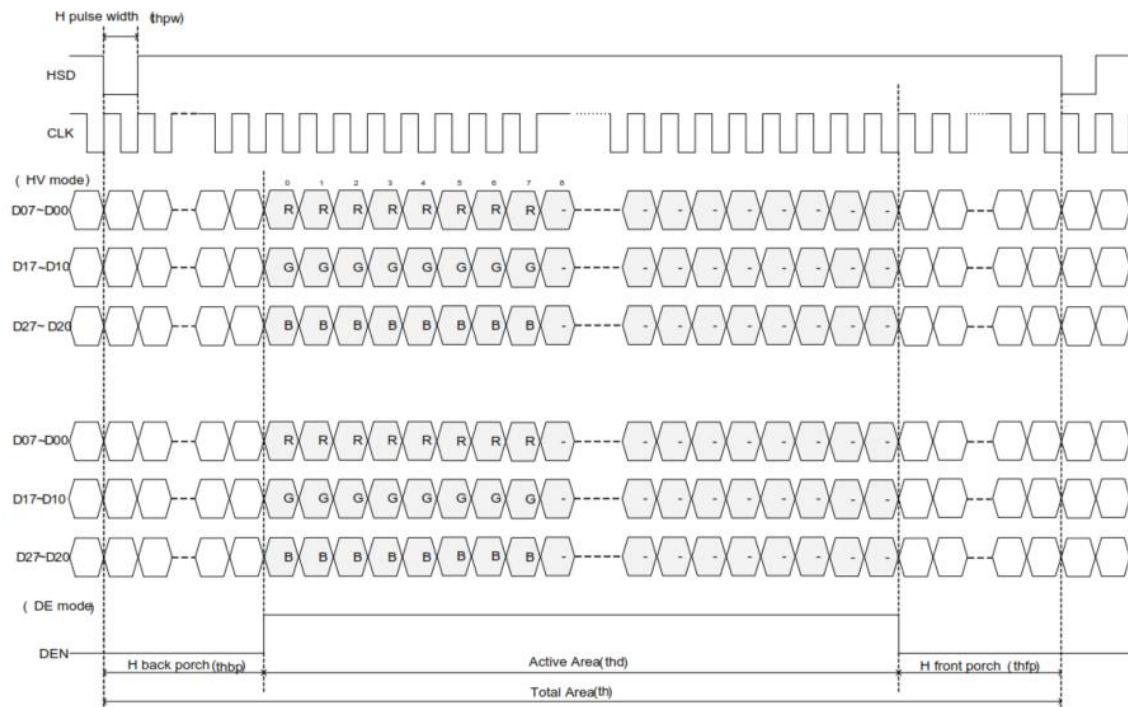 H pulse width (thpw)
HSD
CLK
( HV mode)
0 1 2 3 4 5 6 7 8
D07~D00 R R R R R R R R - - - - - - - - -
D17~D10 G G G G G G G G - - - - - - - - -
D27~D20 B B B B B B B B - - - - - - - - -
D07~D00 R R R R R R R R - - - - - - - - -
D17~D10 G G G G G G G G - - - - - - - - -
D27~D20 B B B B B B B B - - - - - - - - -
( DE mode)
DEN
H back porch(thbp) Active Area(thd) H front porch (thfp)
Total Area(th)